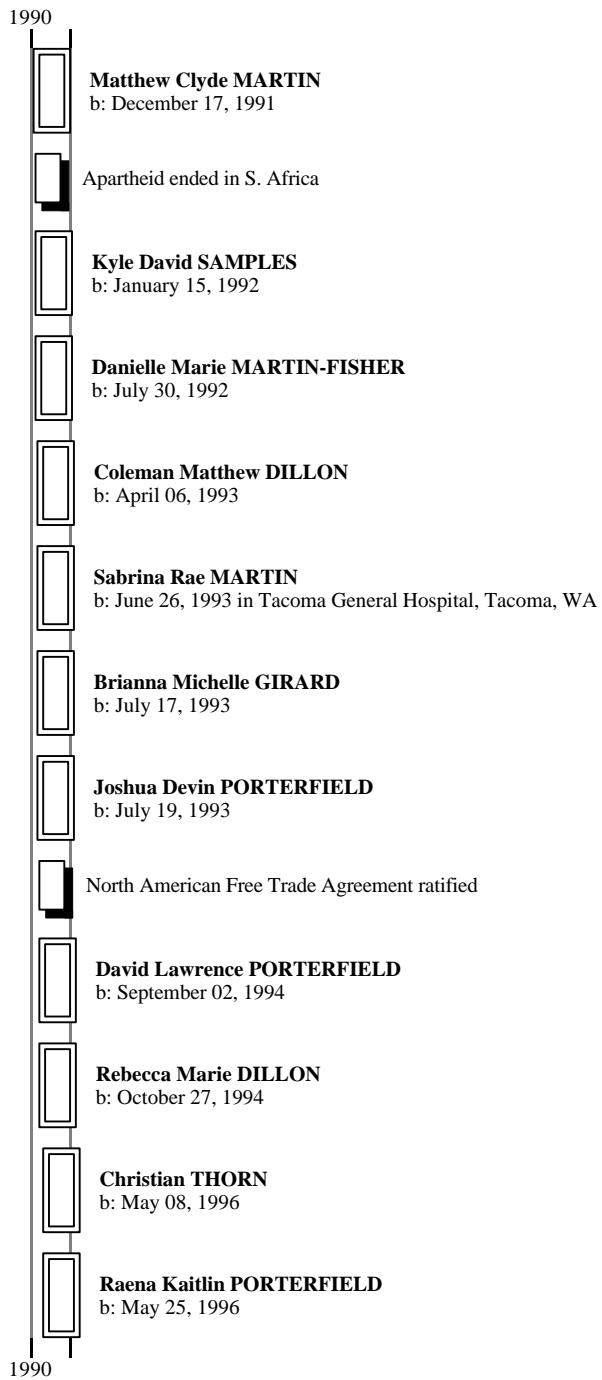 1990
Matthew Clyde MARTIN
b: December 17, 1991
Apartheid ended in S. Africa
Kyle David SAMPLES
b: January 15, 1992
Danielle Marie MARTIN-FISHER
b: July 30, 1992
Coleman Matthew DILLON
b: April 06, 1993
Sabrina Rae MARTIN
b: June 26, 1993 in Tacoma General Hospital, Tacoma, WA
Brianna Michelle GIRARD
b: July 17, 1993
Joshua Devin PORTERFIELD
b: July 19, 1993
North American Free Trade Agreement ratified
David Lawrence PORTERFIELD
b: September 02, 1994
Rebecca Marie DILLON
b: October 27, 1994
Christian THORN
b: May 08, 1996
Raena Kaitlin PORTERFIELD
b: May 25, 1996
1990